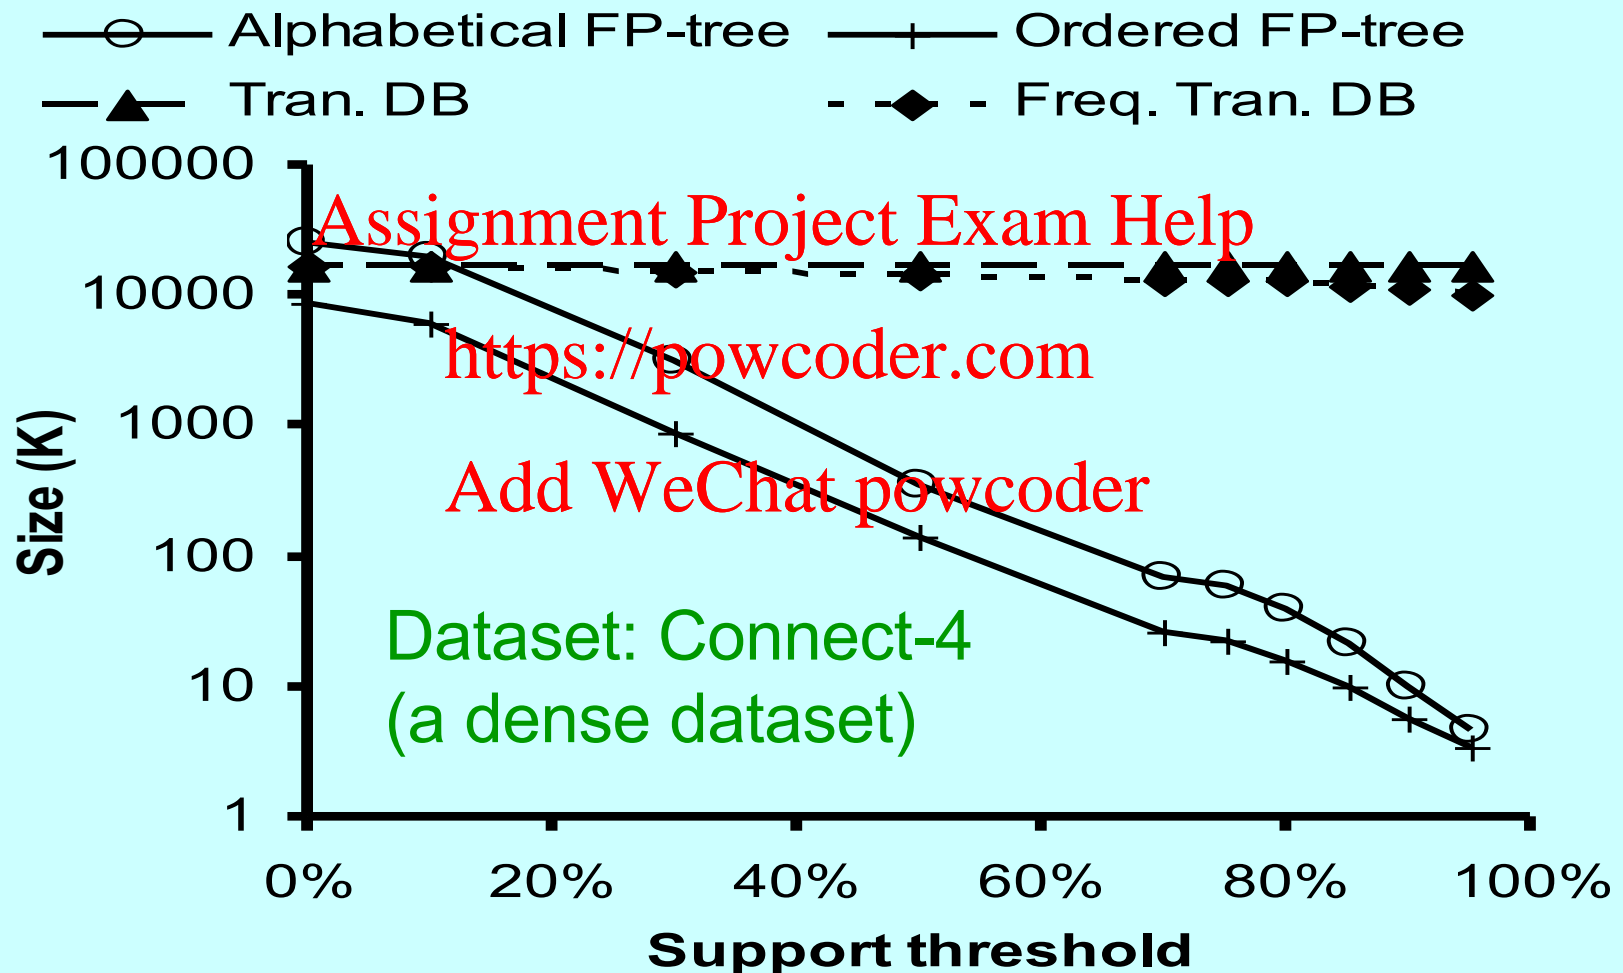 Alphabetical FP-tree
Ordered FP-tree
Tran. DB
Freq. Tran. DB
100000
Assignment Project Exam Help
10000
https://powcoder.com
1000
Add WeChat powcoder
Size (K)
100
Dataset: Connect-4
10
(a dense dataset)
1
0% 20% 40% 60% 80% 100%
Support threshold